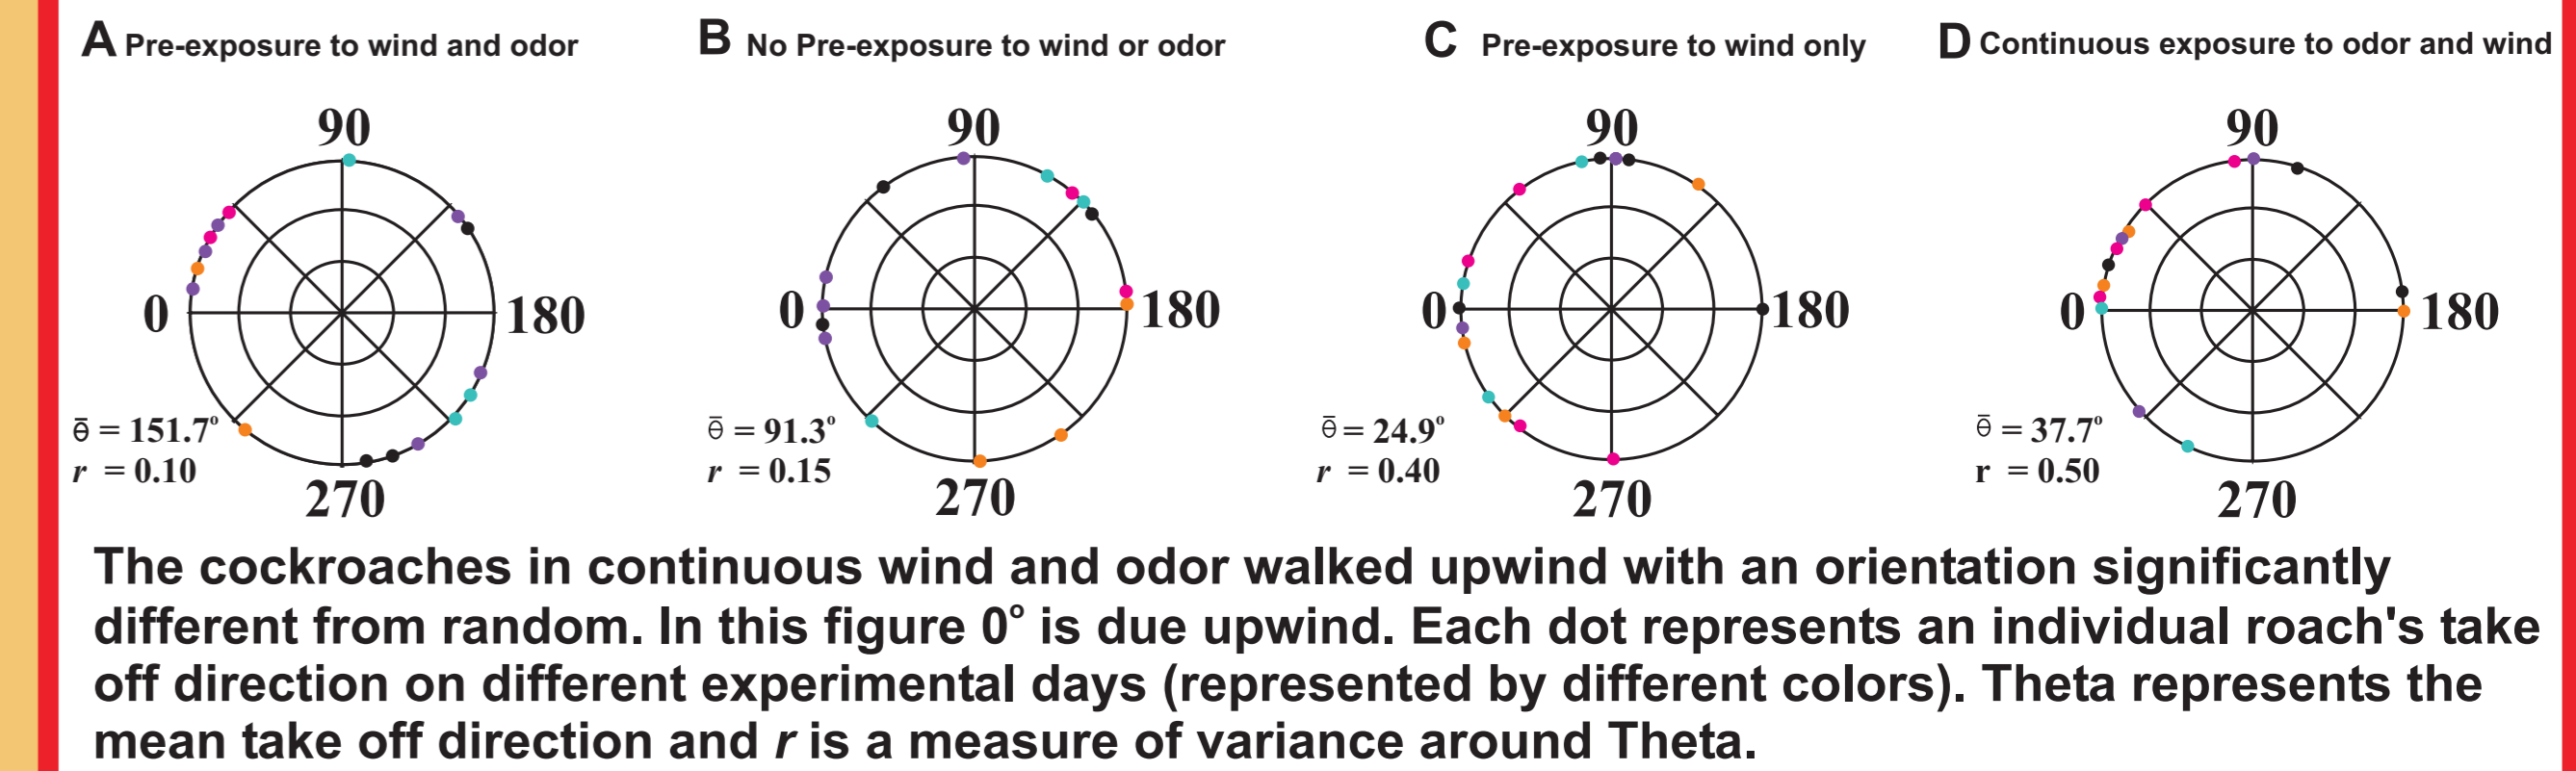 A Pre-exposure to wind and odor
B No Pre-exposure to wind or odor
C Pre-exposure to wind only
D Continuous exposure to odor and wind
90
0
180
270
θ̄ = 151.7°
r = 0.10
90
0
180
270
θ̄ = 91.3°
r = 0.15
90
0
180
270
θ̄ = 24.9°
r = 0.40
90
0
180
270
θ̄ = 37.7°
r = 0.50
The cockroaches in continuous wind and odor walked upwind with an orientation significantly
different from random. In this figure 0° is due upwind. Each dot represents an individual roach's take
off direction on different experimental days (represented by different colors). Theta represents the
mean take off direction and r is a measure of variance around Theta.